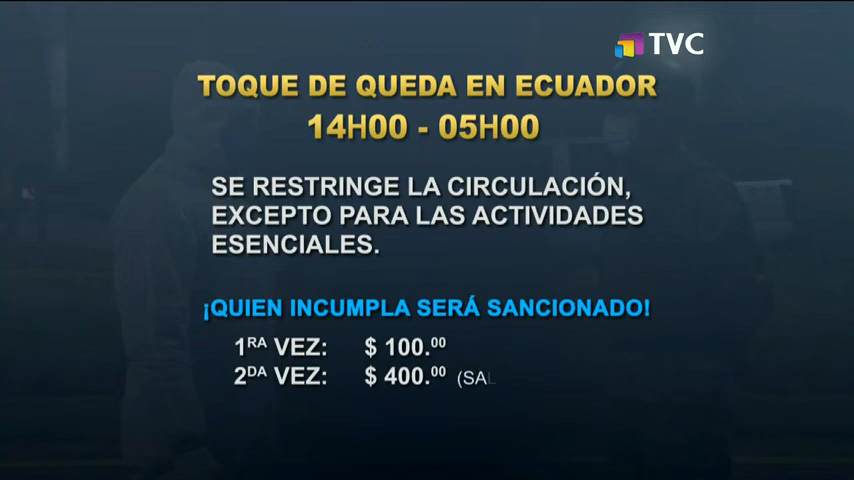 TVC
TOQUE DE QUEDA EN ECUADOR
14H00 - 05H00
SE RESTRINGE LA CIRCULACIÓN,
EXCEPTO PARA LAS ACTIVIDADES
ESENCIALES.
¡QUIEN INCUMPLA SERÁ SANCIONADO!
1RA VEZ: $ 100.00
2DA VEZ: $ 400.00 (SAL